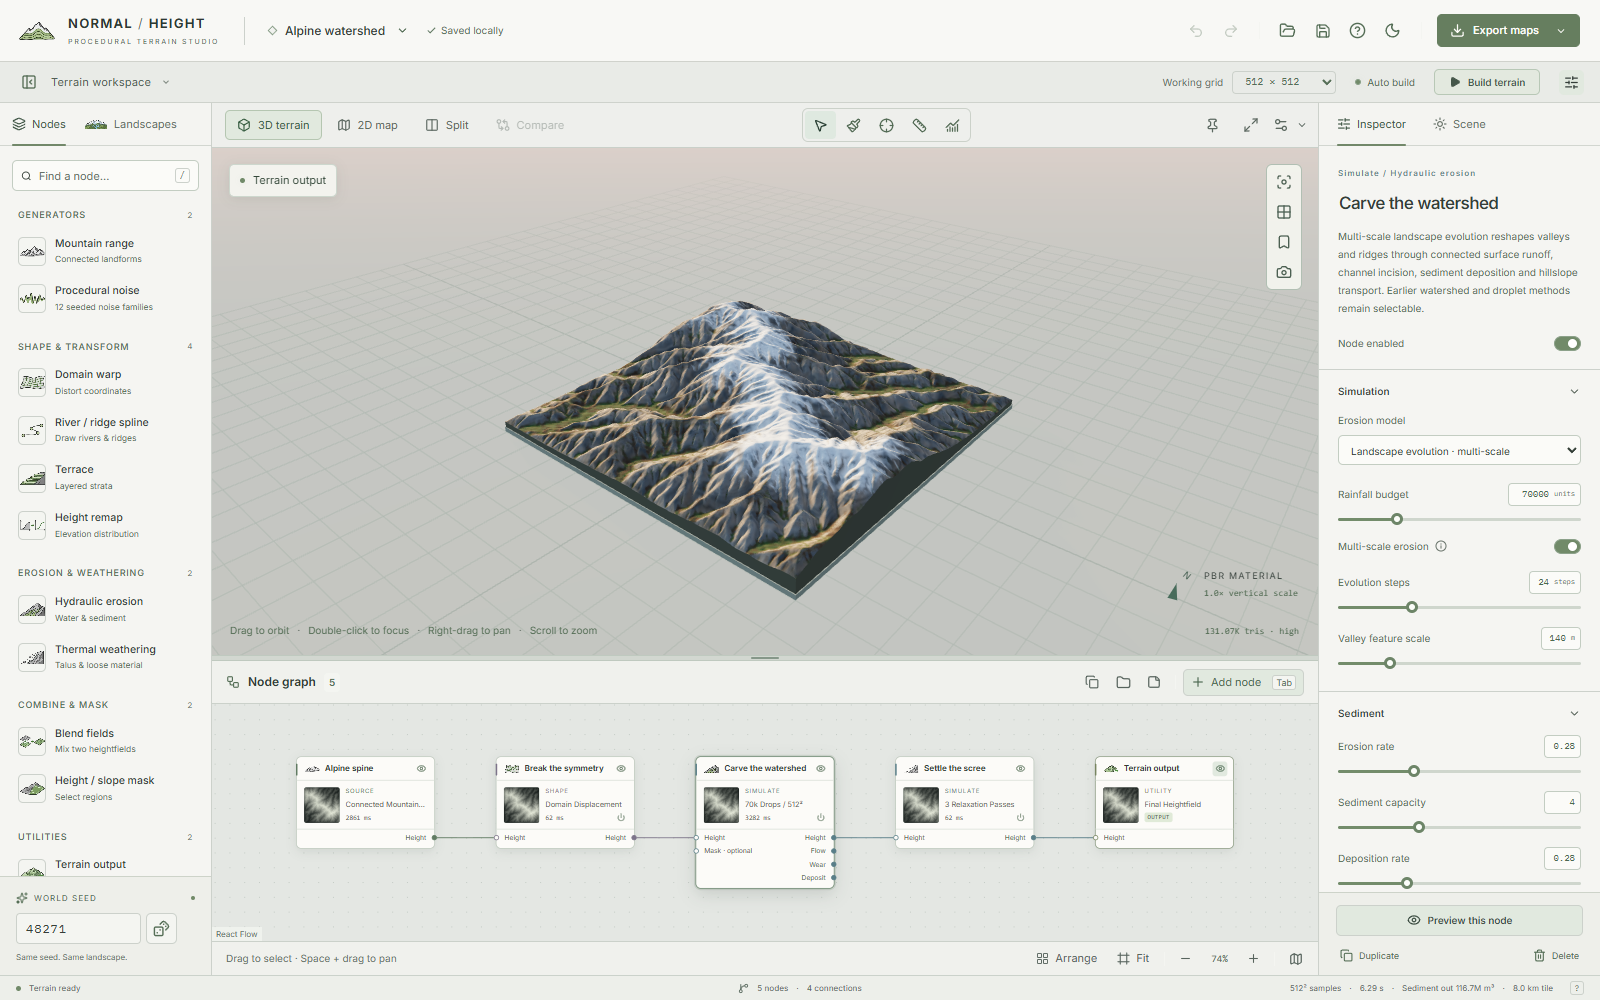 NORMAL / HEIGHT
PROCEDURAL TERRAIN STUDIO
Alpine watershed
Saved locally
Export maps
Terrain workspace
Working grid
512 × 512
Auto build
Build terrain
Nodes
Landscapes
3D terrain
2D map
Split
Compare
Inspector
Scene
Find a node...
/
GENERATORS 2
Mountain range
Connected landforms
Procedural noise
12 seeded noise families
SHAPE & TRANSFORM 4
Domain warp
Distort coordinates
River / ridge spline
Draw rivers & ridges
Terrace
Layered strata
Height remap
Elevation distribution
EROSION & WEATHERING 2
Hydraulic erosion
Water & sediment
Thermal weathering
Talus & loose material
COMBINE & MASK 2
Blend fields
Mix two heightfields
Height / slope mask
Select regions
UTILITIES 2
Terrain output
WORLD SEED
48271
Same seed. Same landscape.
Terrain output
N
PBR MATERIAL
1.0× vertical scale
Drag to orbit · Double-click to focus · Right-drag to pan · Scroll to zoom
131.07K tris · high
Node graph 5
Add node Tab
Alpine spine
SOURCE
Connected Mountain...
2861 ms
Height
Break the symmetry
SHAPE
Domain Displacement
62 ms
Height Height
Carve the watershed
SIMULATE
70k Drops / 512²
3282 ms
Height Height
Mask · optional Flow
Wear
Deposit
Settle the scree
SIMULATE
3 Relaxation Passes
62 ms
Height Height
Terrain output
UTILITY
Final Heightfield
OUTPUT
Height
React Flow
Drag to select · Space + drag to pan
Arrange
Fit
74%
Simulate / Hydraulic erosion
Carve the watershed
Multi-scale landscape evolution reshapes valleys
and ridges through connected surface runoff,
channel incision, sediment deposition and hillslope
transport. Earlier watershed and droplet methods
remain selectable.
Node enabled
Simulation
Erosion model
Landscape evolution · multi-scale
Rainfall budget 70000 units
Multi-scale erosion
Evolution steps 24 steps
Valley feature scale 140 m
Sediment
Erosion rate 0.28
Sediment capacity 4
Deposition rate 0.28
Preview this node
Duplicate
Delete
Terrain ready
5 nodes · 4 connections
512² samples · 6.29 s · Sediment out 116.7M m³ · 8.0 km tile ?